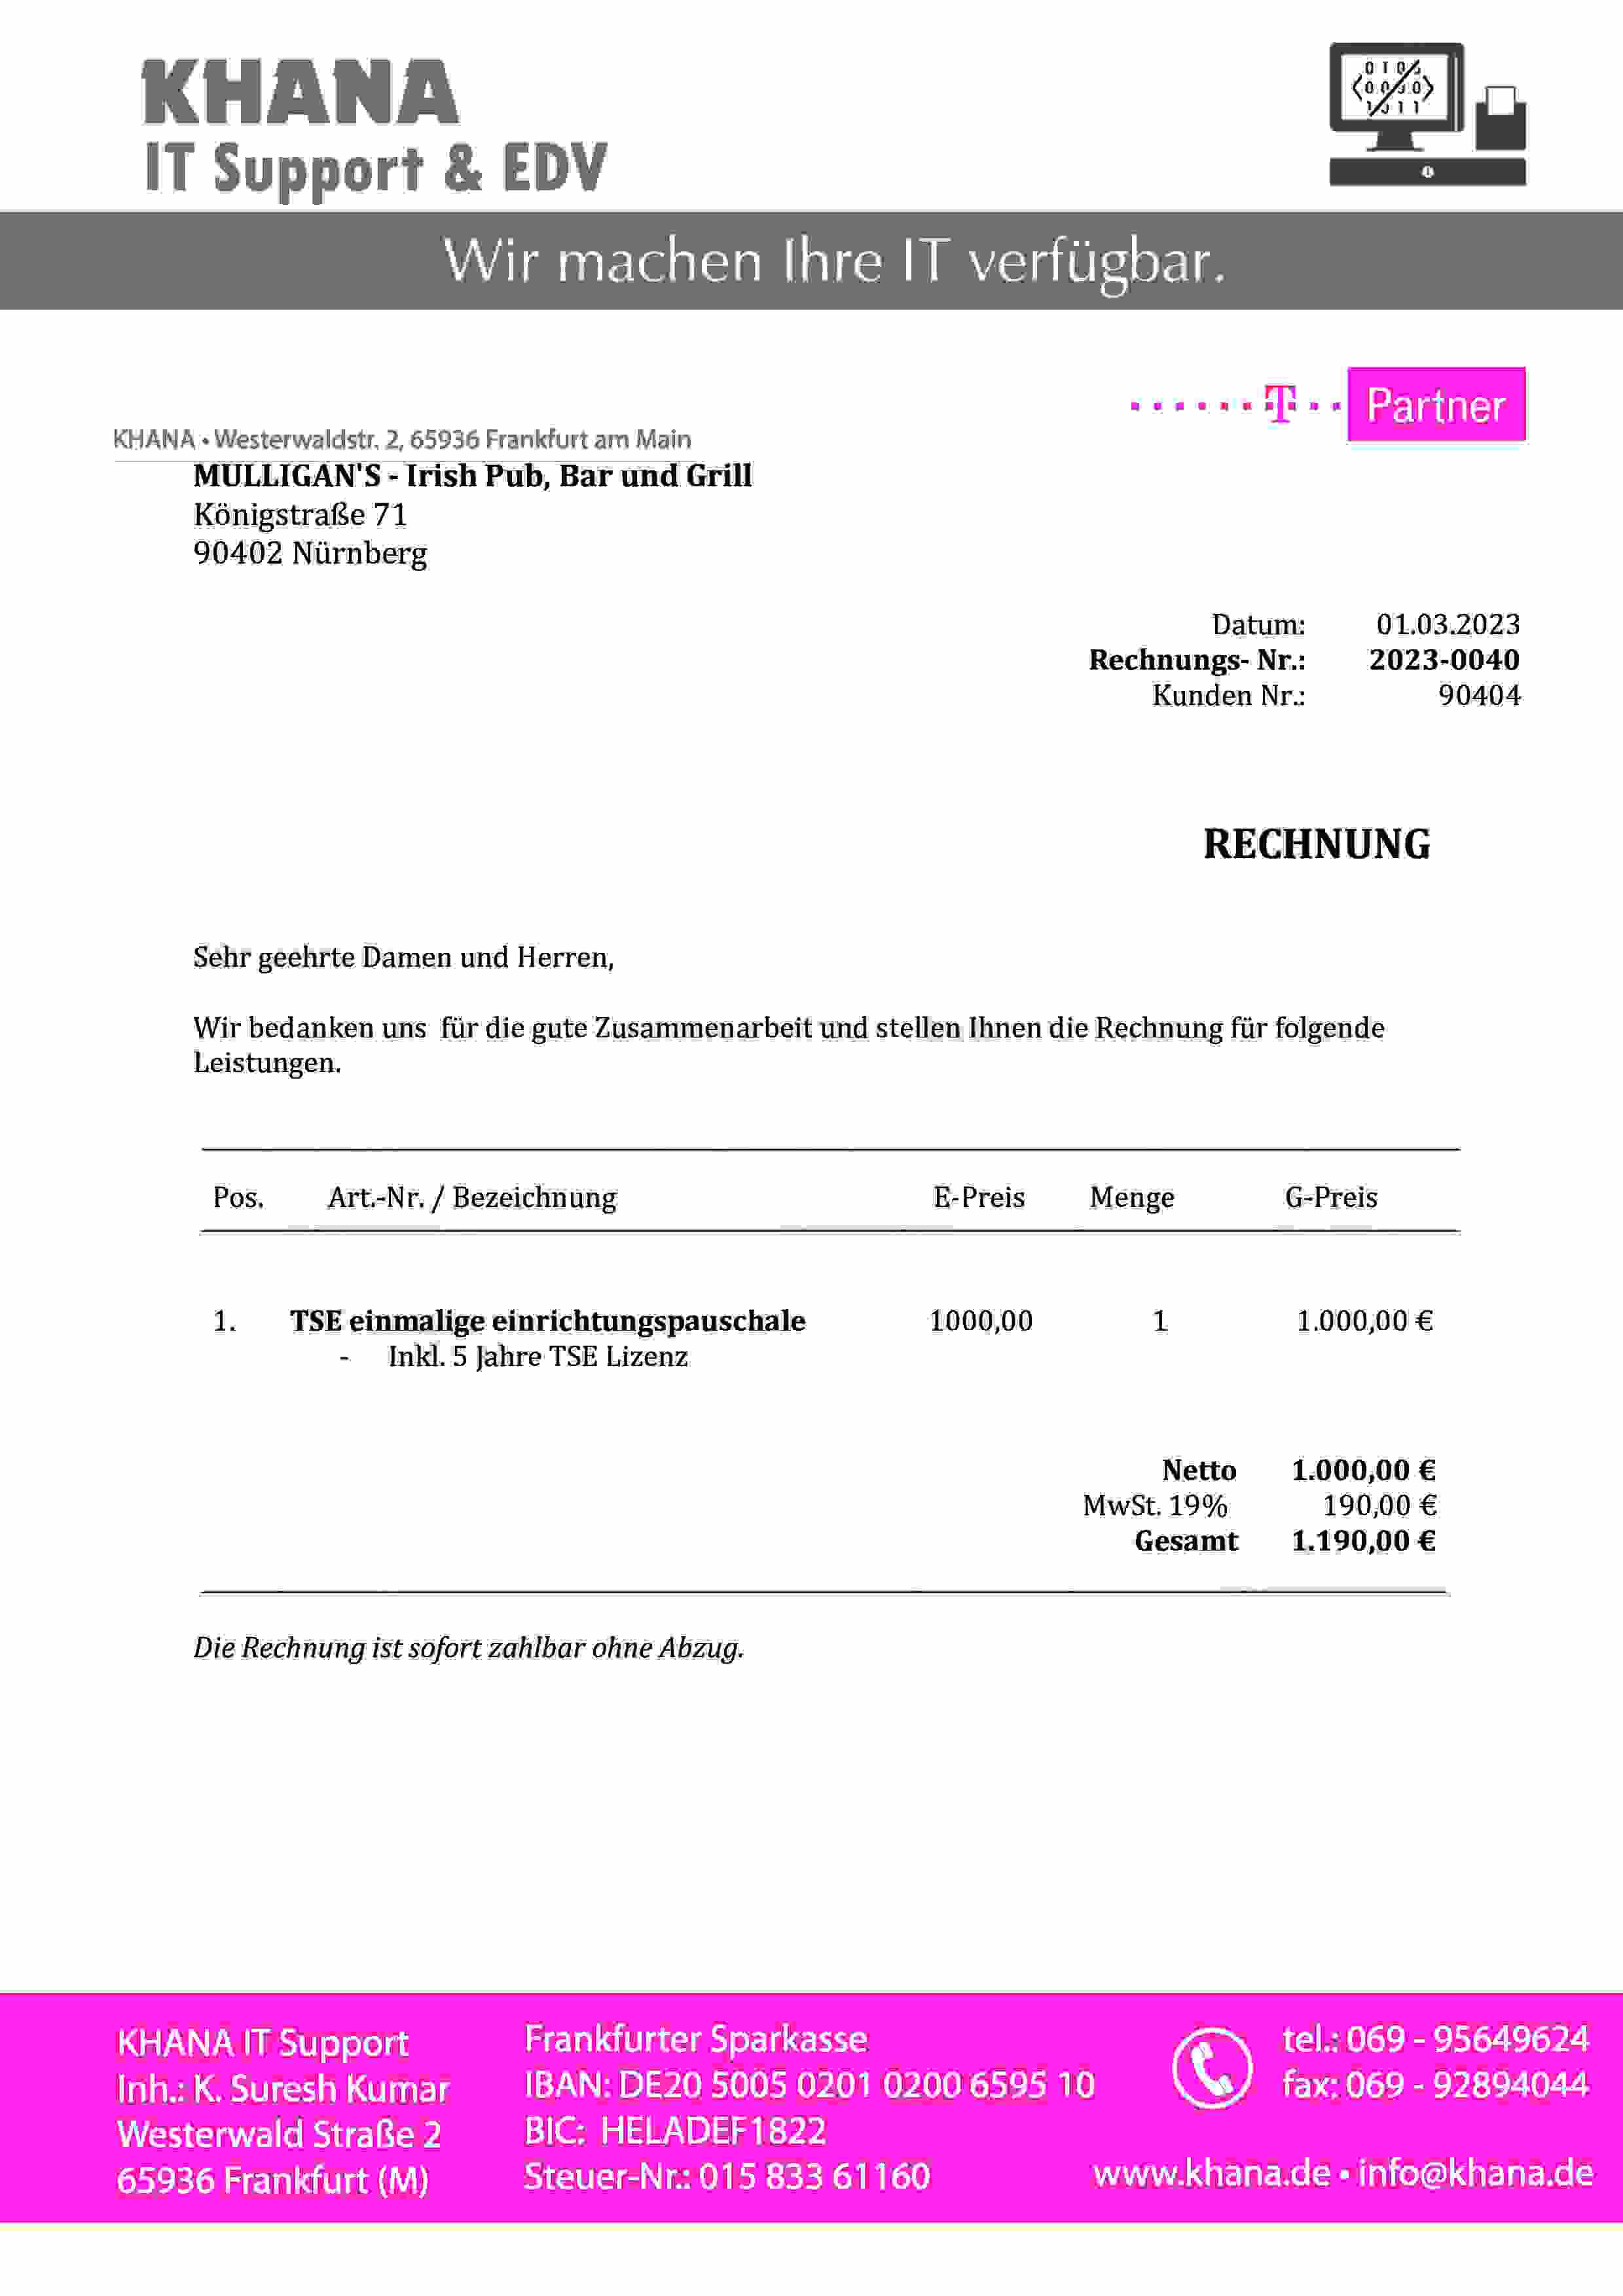 KHANA
IT Support & EDV
Wir machen Ihre IT verfügbar.
T Partner
KHANA • Westerwaldstr. 2, 65936 Frankfurt am Main
MULLIGAN'S - Irish Pub, Bar und Grill
Königstraße 71
90402 Nürnberg
Datum: 01.03.2023
Rechnungs- Nr.: 2023-0040
Kunden Nr.: 90404
RECHNUNG
Sehr geehrte Damen und Herren,
Wir bedanken uns für die gute Zusammenarbeit und stellen Ihnen die Rechnung für folgende
Leistungen.
Pos. Art.-Nr. / Bezeichnung E-Preis Menge G-Preis
1. TSE einmalige einrichtungspauschale 1000,00 1 1.000,00 €
- Inkl. 5 Jahre TSE Lizenz
Netto 1.000,00 €
MwSt. 19% 190,00 €
Gesamt 1.190,00 €
Die Rechnung ist sofort zahlbar ohne Abzug.
KHANA IT Support
Inh.: K. Suresh Kumar
Westerwald Straße 2
65936 Frankfurt (M)
Frankfurter Sparkasse
IBAN: DE20 5005 0201 0200 6595 10
BIC: HELADEF1822
Steuer-Nr.: 015 833 61160
tel.: 069 - 95649624
fax: 069 - 92894044
www.khana.de • info@khana.de